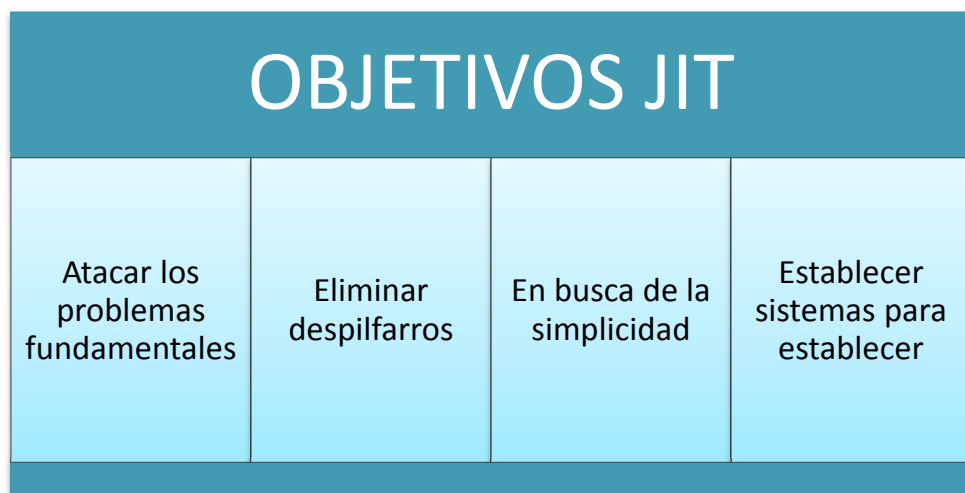 OBJETIVOS JIT
Atacar los
problemas
fundamentales
Eliminar
despilfarros
En busca de la
simplicidad
Establecer
sistemas para
establecer